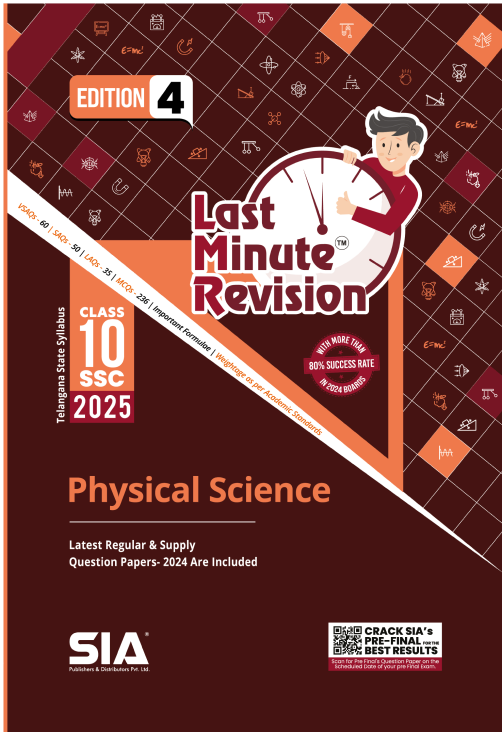 EDITION 4
Last
Minute™
Revision
VSAQs - 60 | SAQs - 50 | LAQs - 35 | MCQs - 236 | Important Formulae | Weightage as per Academic Standards
WITH MORE THAN
80% SUCCESS RATE
IN 2024 BOARDS
Telangana State Syllabus
CLASS
10
SSC
2025
Physical Science
Latest Regular & Supply
Question Papers- 2024 Are Included
SIA®
Publishers & Distributors Pvt. Ltd.
CRACK SIA's
PRE-FINAL FOR THE
BEST RESULTS
Scan for Pre Final's Question Paper on the
Scheduled Date of your pre Final Exam.
E=mc²
E=mc²
E=mc²